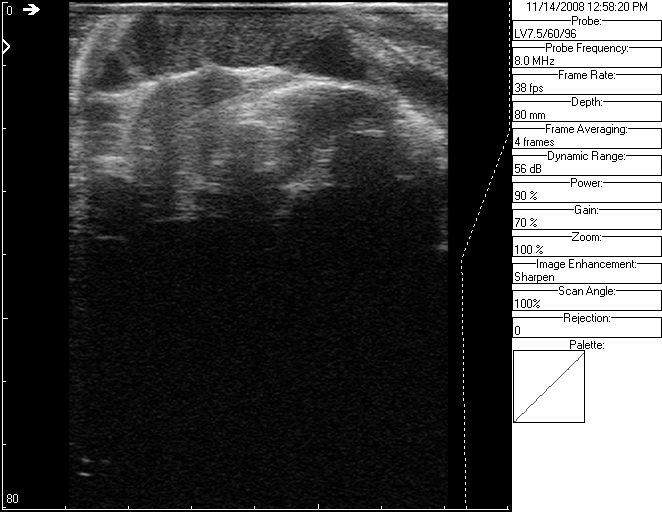 0
80
11/14/2008 12:58:20 PM
Probe:
LV7.5/60/96
Probe Frequency:
8.0 MHz
Frame Rate:
38 fps
Depth:
80 mm
Frame Averaging:
4 frames
Dynamic Range:
56 dB
Power:
90 %
Gain:
70 %
Zoom:
100 %
Image Enhancement:
Sharpen
Scan Angle:
100%
Rejection:
0
Palette: